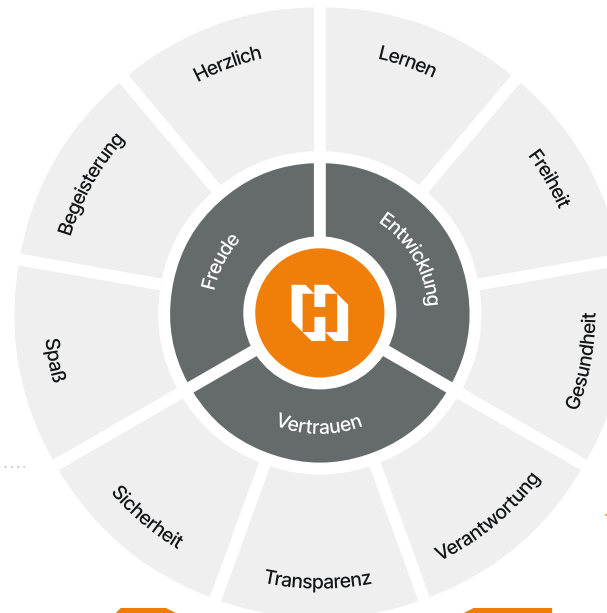 Herzlich
Lernen
Freiheit
Gesundheit
Verantwortung
Transparenz
Sicherheit
Spaß
Begeisterung
Freude
Entwicklung
Vertrauen
H